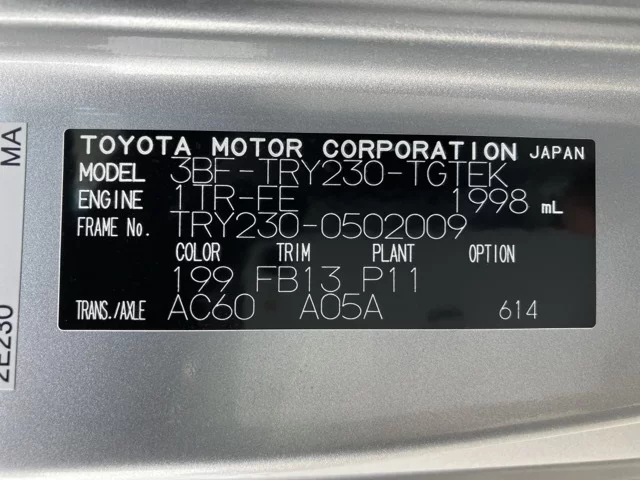 TOYOTA MOTOR CORPORATION JAPAN
MODEL 3BF-TRY230-TGTEK
ENGINE 1TR-FE 1998 mL
FRAME No. TRY230-0502009
COLOR TRIM PLANT OPTION
199 FB13 P11
TRANS./AXLE AC60 A05A 614
MA
2E230